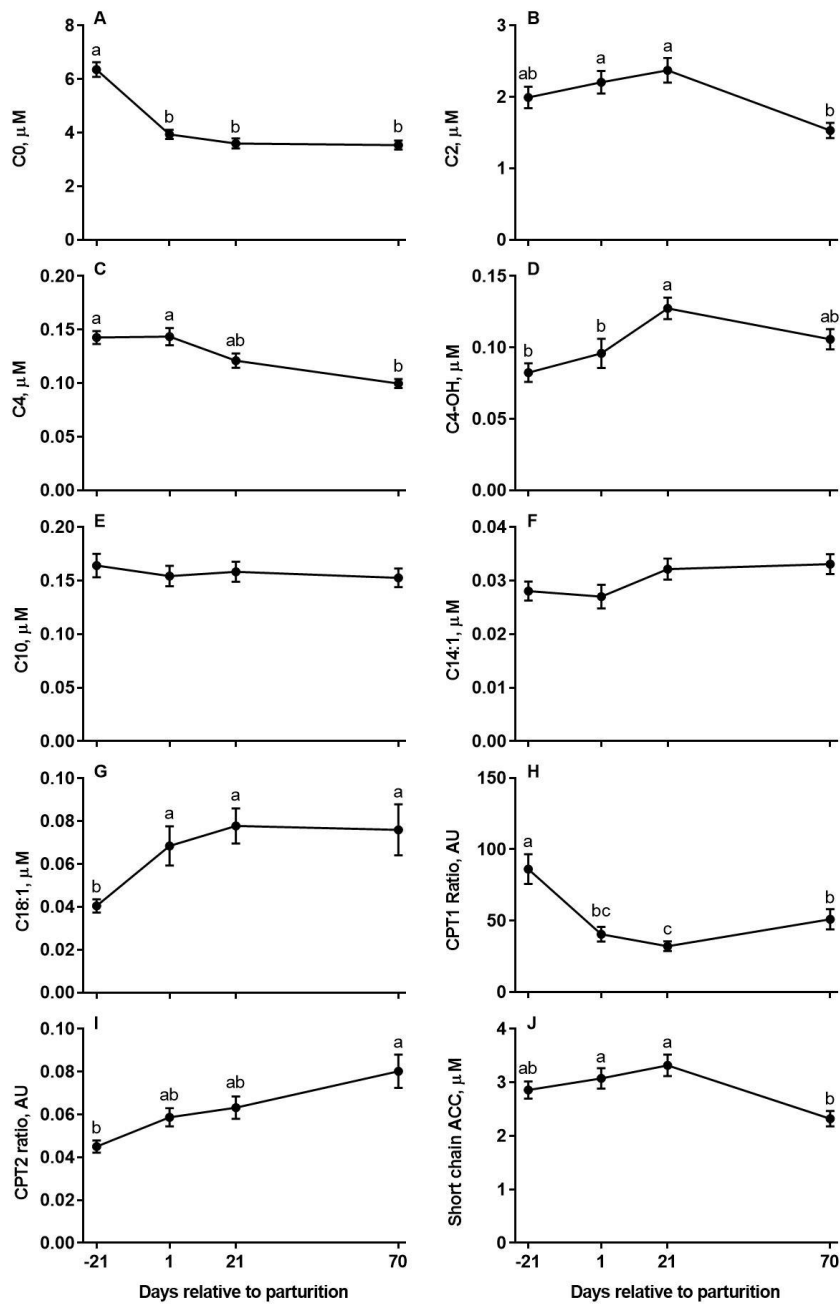 A
C0, μM
8
6
4
2
0
a
b
b
b
B
C2, μM
3
2
1
0
ab
a
a
b
C
C4, μM
0.20
0.15
0.10
0.05
0.00
a
a
ab
b
D
C4-OH, μM
0.15
0.10
0.05
0.00
b
b
a
ab
E
C10, μM
0.20
0.15
0.10
0.05
0.00
F
C14:1, μM
0.04
0.03
0.02
0.01
0.00
G
C18:1, μM
0.10
0.08
0.06
0.04
0.02
0.00
b
a
a
a
H
CPT1 Ratio, AU
150
100
50
0
a
bc
c
b
I
CPT2 ratio, AU
0.10
0.08
0.06
0.04
0.02
0.00
b
ab
ab
a
-21 1 21 70
Days relative to parturition
J
Short chain ACC, μM
4
3
2
1
0
ab
a
a
b
-21 1 21 70
Days relative to parturition